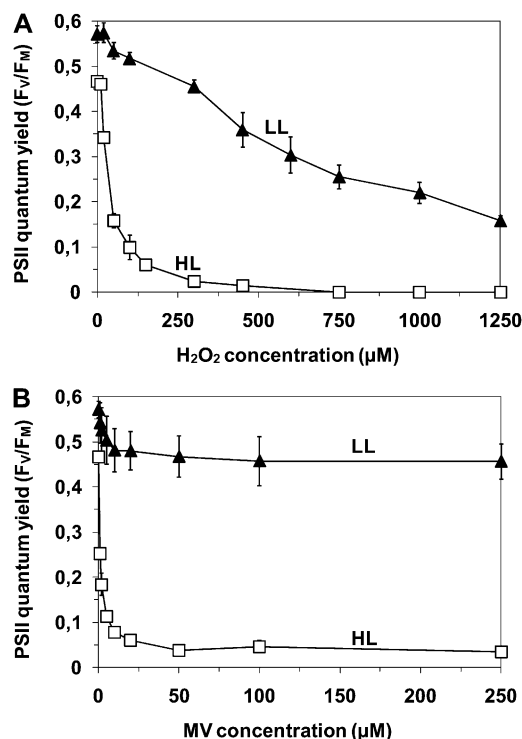 A
PSII quantum yield (FV/FM)
0,6
0,5
0,4
0,3
0,2
0,1
0
LL
HL
0 250 500 750 1000 1250
H2O2 concentration (µM)
B
PSII quantum yield (FV/FM)
0,6
0,5
0,4
0,3
0,2
0,1
0
LL
HL
0 50 100 150 200 250
MV concentration (µM)